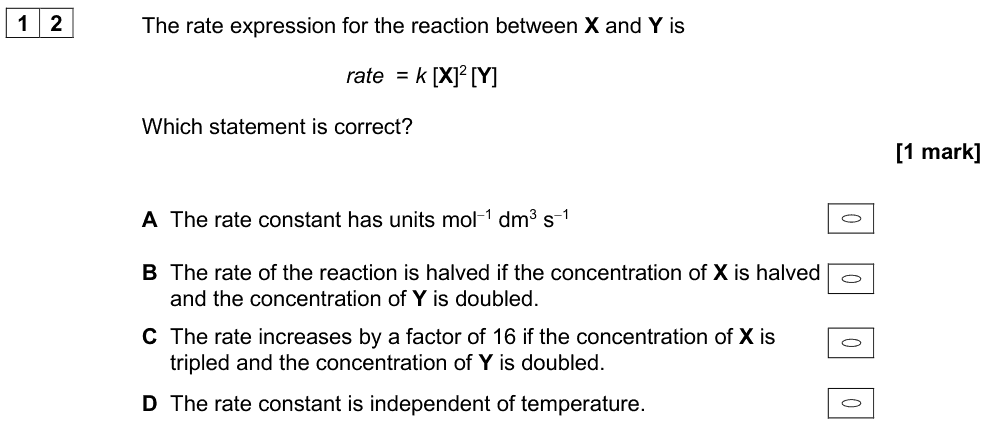 1 2 The rate expression for the reaction between X and Y is
rate = k [X]² [Y]
Which statement is correct?
[1 mark]
A The rate constant has units mol⁻¹ dm³ s⁻¹
B The rate of the reaction is halved if the concentration of X is halved
and the concentration of Y is doubled.
C The rate increases by a factor of 16 if the concentration of X is
tripled and the concentration of Y is doubled.
D The rate constant is independent of temperature.